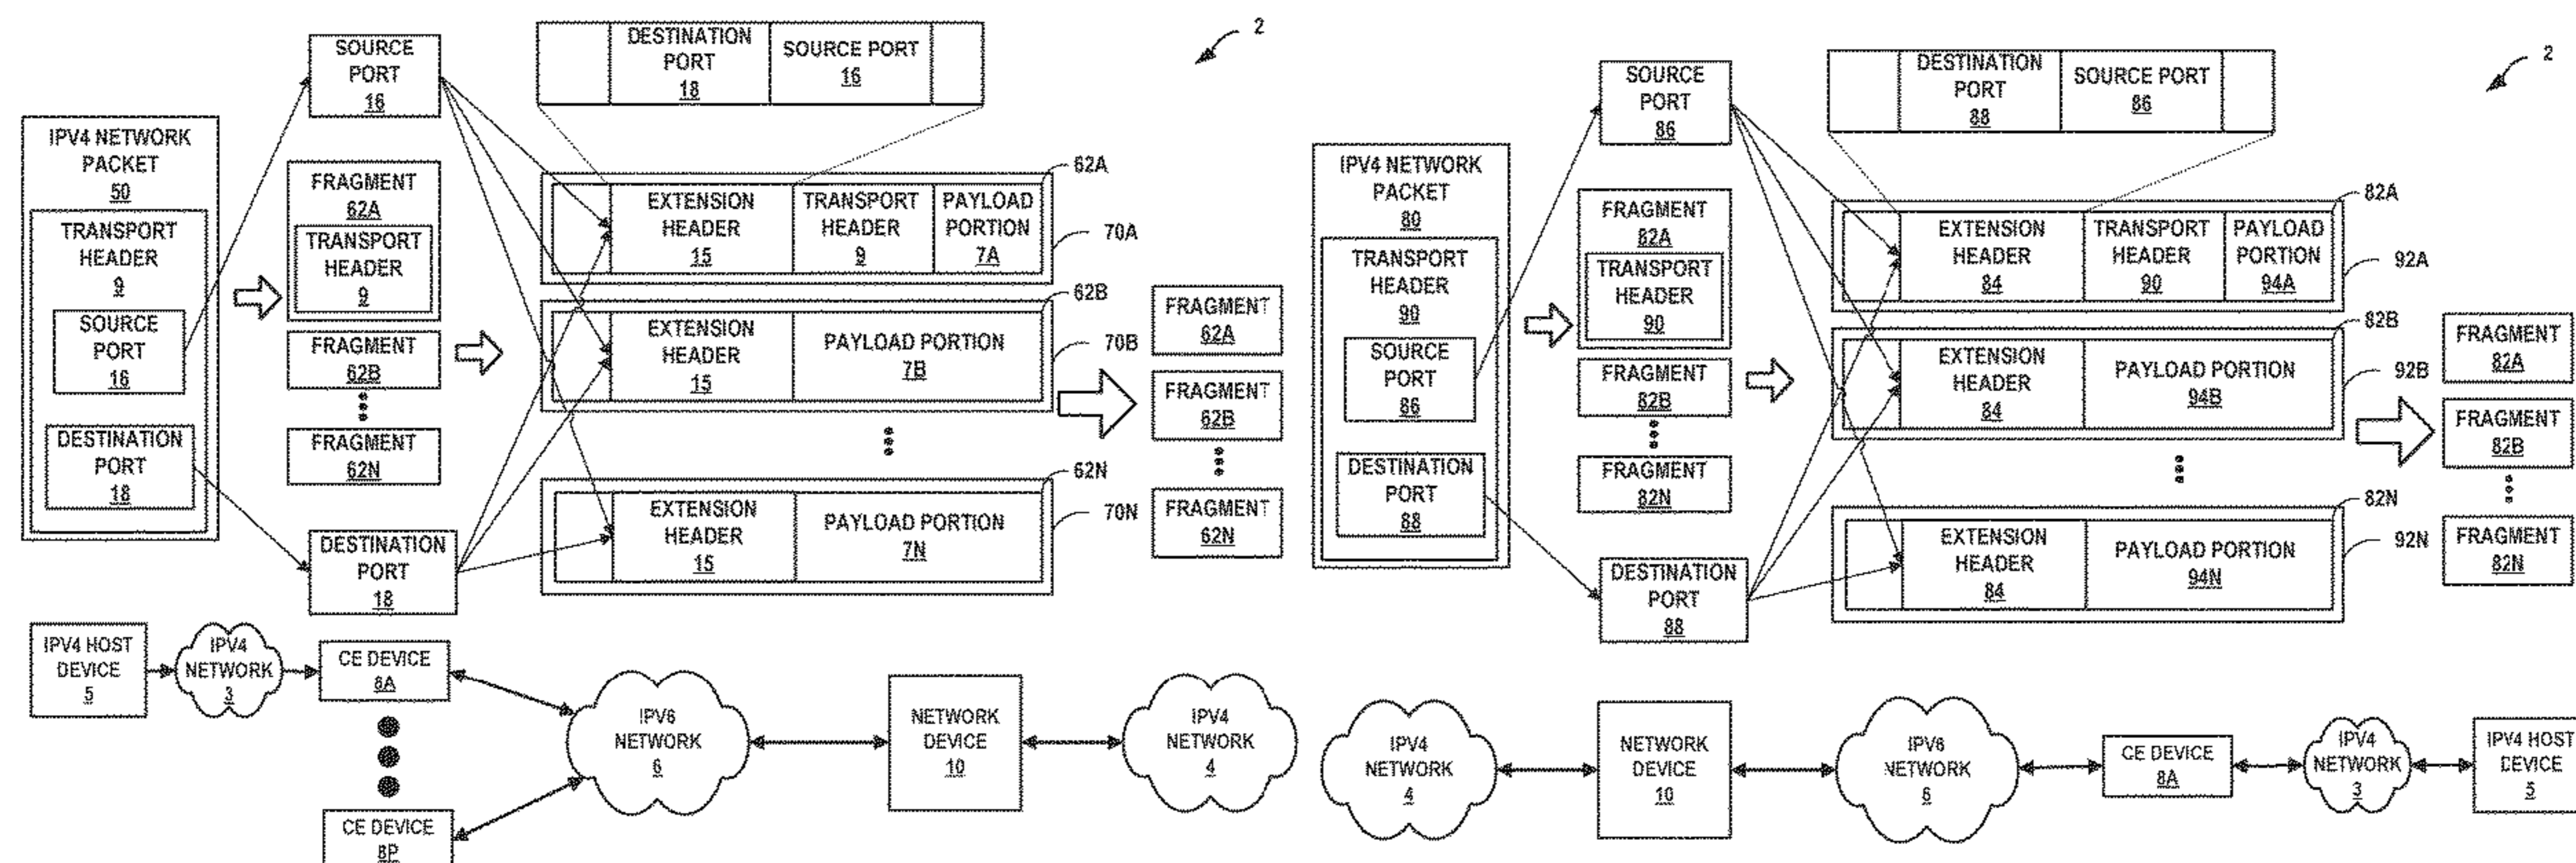 2
SOURCE
PORT
16
DESTINATION
PORT
18
SOURCE PORT
16
IPV4 NETWORK
PACKET
50
TRANSPORT
HEADER
9
SOURCE
PORT
16
DESTINATION
PORT
18
FRAGMENT
62A
TRANSPORT
HEADER
9
FRAGMENT
62B
FRAGMENT
62N
DESTINATION
PORT
18
62A
EXTENSION
HEADER
15
TRANSPORT
HEADER
9
PAYLOAD
PORTION
7A
70A
62B
EXTENSION
HEADER
15
PAYLOAD PORTION
7B
70B
62N
EXTENSION
HEADER
15
PAYLOAD PORTION
7N
70N
FRAGMENT
62A
FRAGMENT
62B
FRAGMENT
62N
IPV4 HOST
DEVICE
5
IPV4
NETWORK
3
CE DEVICE
8A
CE DEVICE
8P
IPV6
NETWORK
6
NETWORK
DEVICE
10
IPV4
NETWORK
4
2
SOURCE
PORT
86
DESTINATION
PORT
88
SOURCE PORT
86
IPV4 NETWORK
PACKET
80
TRANSPORT
HEADER
90
SOURCE
PORT
86
DESTINATION
PORT
88
FRAGMENT
82A
TRANSPORT
HEADER
90
FRAGMENT
82B
FRAGMENT
82N
DESTINATION
PORT
88
82A
EXTENSION
HEADER
84
TRANSPORT
HEADER
90
PAYLOAD
PORTION
94A
92A
82B
EXTENSION
HEADER
84
PAYLOAD PORTION
94B
92B
82N
EXTENSION
HEADER
84
PAYLOAD PORTION
94N
92N
FRAGMENT
82A
FRAGMENT
82B
FRAGMENT
82N
IPV4
NETWORK
4
NETWORK
DEVICE
10
IPV6
NETWORK
6
CE DEVICE
8A
IPV4
NETWORK
3
IPV4 HOST
DEVICE
5